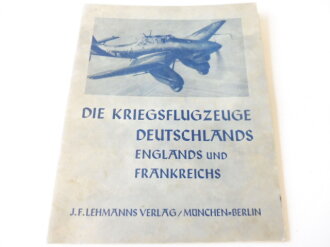 DIE KRIEGSFLUGZEUGE
DEUTSCHLANDS
ENGLANDS UND
FRANKREICHS
J.F. LEHMANNS VERLAG / MÜNCHEN-BERLIN